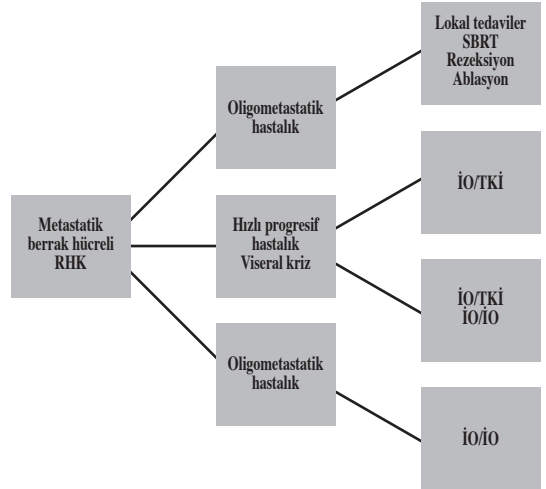 Metastatik
berrak hücreli
RHK
Oligometastatik
hastalık
Hızlı progresif
hastalık
Viseral kriz
Oligometastatik
hastalık
Lokal tedaviler
SBRT
Rezeksiyon
Ablasyon
İO/TKİ
İO/TKİ
İO/İO
İO/İO